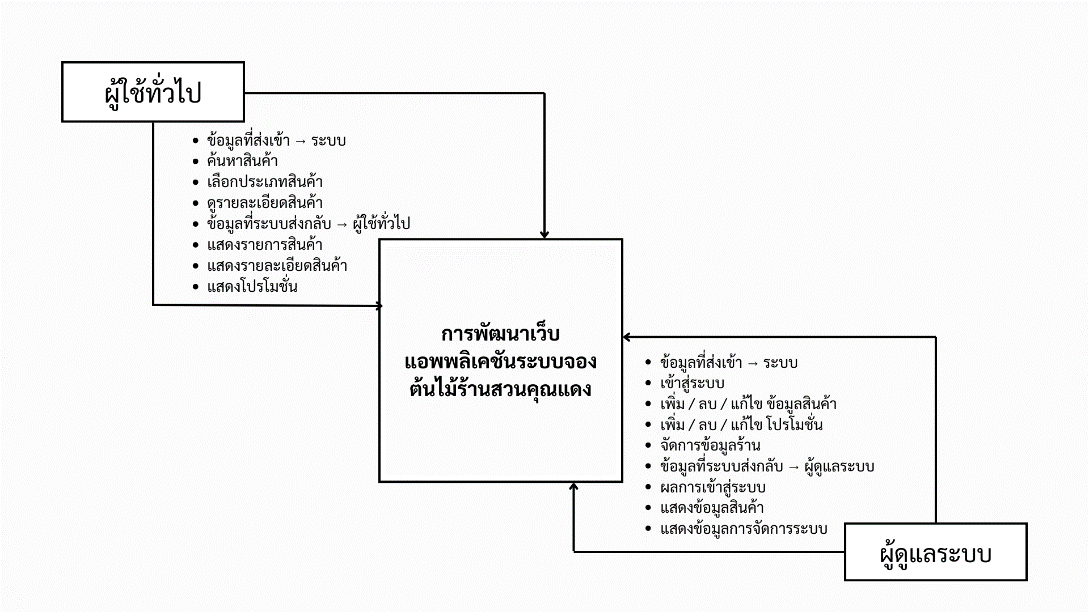 ผู้ใช้ทั่วไป
• ข้อมูลที่ส่งเข้า → ระบบ
• ค้นหาสินค้า
• เลือกประเภทสินค้า
• ดูรายละเอียดสินค้า
• ข้อมูลที่ระบบส่งกลับ → ผู้ใช้ทั่วไป
• แสดงรายการสินค้า
• แสดงรายละเอียดสินค้า
• แสดงโปรโมชั่น
การพัฒนาเว็บ
แอพพลิเคชันระบบจอง
ต้นไม้ร้านสวนคุณแดง
• ข้อมูลที่ส่งเข้า → ระบบ
• เข้าสู่ระบบ
• เพิ่ม / ลบ / แก้ไข ข้อมูลสินค้า
• เพิ่ม / ลบ / แก้ไข โปรโมชั่น
• จัดการข้อมูลร้าน
• ข้อมูลที่ระบบส่งกลับ → ผู้ดูแลระบบ
• ผลการเข้าสู่ระบบ
• แสดงข้อมูลสินค้า
• แสดงข้อมูลการจัดการระบบ
ผู้ดูแลระบบ